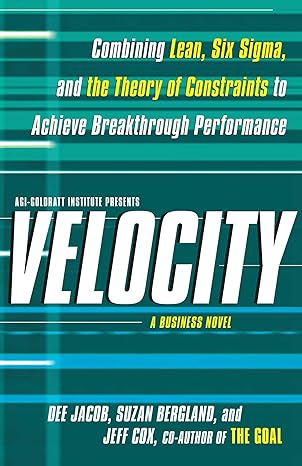 Combining Lean, Six Sigma,
and the Theory of Constraints to
Achieve Breakthrough Performance
AGI-GOLDRATT INSTITUTE PRESENTS
VELOCITY
A BUSINESS NOVEL
DEE JACOB, SUZAN BERGLAND, and
JEFF COX, CO-AUTHOR OF THE GOAL